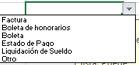 Factura
Boleta de honorarios
Boleta
Estado de Pago
Liquidación de Sueldo
Otro